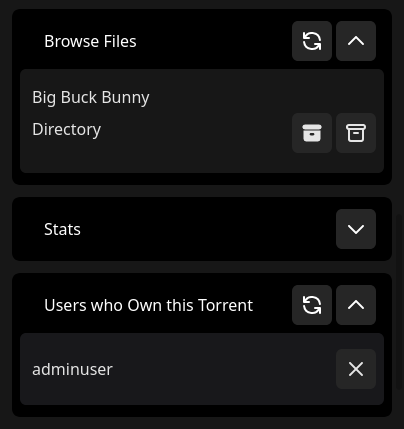 Browse Files
Big Buck Bunny
Directory
Stats
Users who Own this Torrent
adminuser